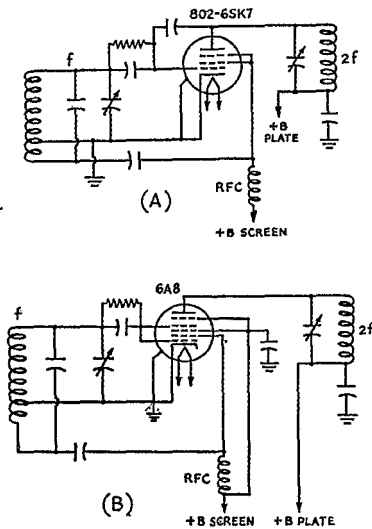 802-6SK7
f
2f
+B
PLATE
RFC
(A)
+B SCREEN
6A8
f
2f
RFC
(B)
+B SCREEN
+B PLATE